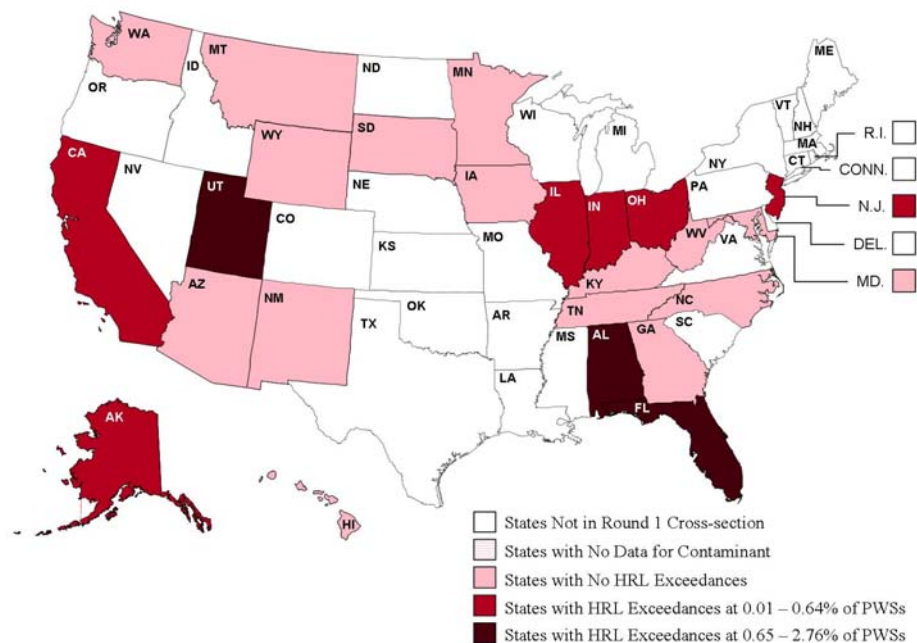 WA
MT
ND
MN
ME
ID
OR
VT
NH
WI
SD
MI
MA
R.I.
WY
NY
CT
CONN.
CA
NV
UT
NE
IA
IL
IN
OH
PA
N.J.
CO
KS
MO
WV
VA
DEL.
KY
MD.
AZ
NM
OK
TN
NC
TX
AR
SC
MS
AL
GA
LA
FL
AK
HI
States Not in Round 1 Cross-section
States with No Data for Contaminant
States with No HRL Exceedances
States with HRL Exceedances at 0.01 – 0.64% of PWSs
States with HRL Exceedances at 0.65 – 2.76% of PWSs